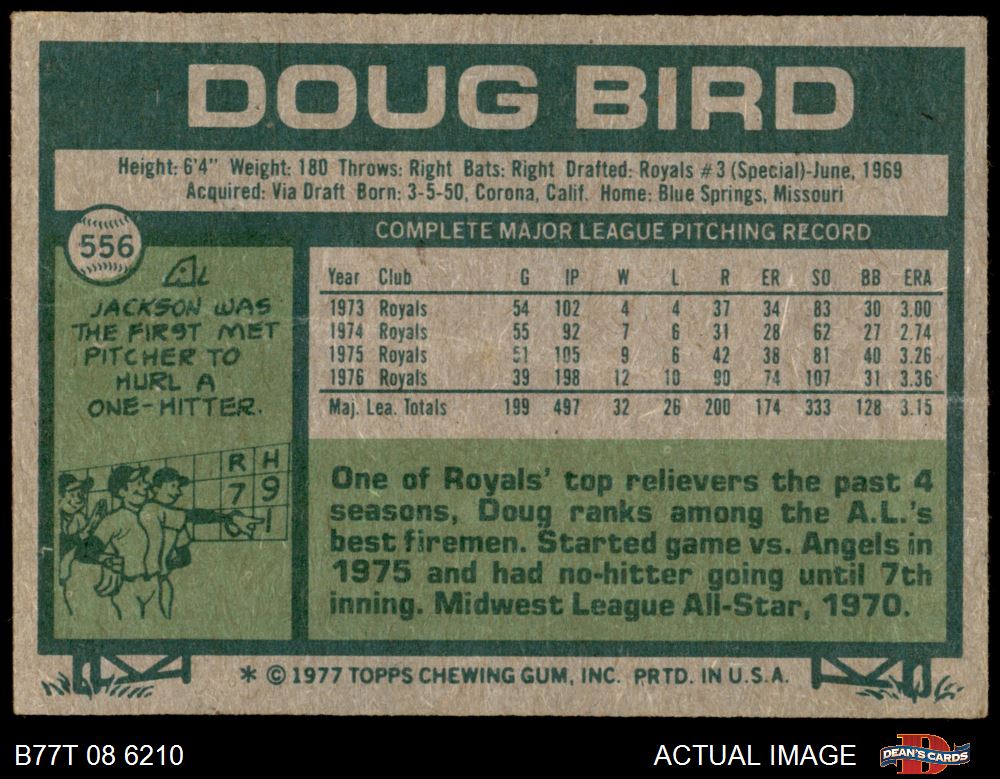 DOUG BIRD
Height: 6'4" Weight: 180 Throws: Right Bats: Right Drafted: Royals #3 (Special)-June, 1969
Acquired: Via Draft Born: 3-5-50, Corona, Calif. Home: Blue Springs, Missouri
556
COMPLETE MAJOR LEAGUE PITCHING RECORD
AL
JACKSON WAS
THE FIRST MET
PITCHER TO
HURL A
ONE-HITTER.
R H
7 9
0 1
Year Club G IP W L R ER SO BB ERA
1973 Royals 54 102 4 4 37 34 83 30 3.00
1974 Royals 55 92 7 6 31 28 62 27 2.74
1975 Royals 51 105 9 6 42 38 81 40 3.26
1976 Royals 39 198 12 10 90 74 107 31 3.36
Maj. Lea. Totals 199 497 32 26 200 174 333 128 3.15
One of Royals' top relievers the past 4
seasons, Doug ranks among the A.L.'s
best firemen. Started game vs. Angels in
1975 and had no-hitter going until 7th
inning. Midwest League All-Star, 1970.
* © 1977 TOPPS CHEWING GUM, INC. PRTD. IN U.S.A.
B77T 08 6210
ACTUAL IMAGE
D
DEAN'S CARDS